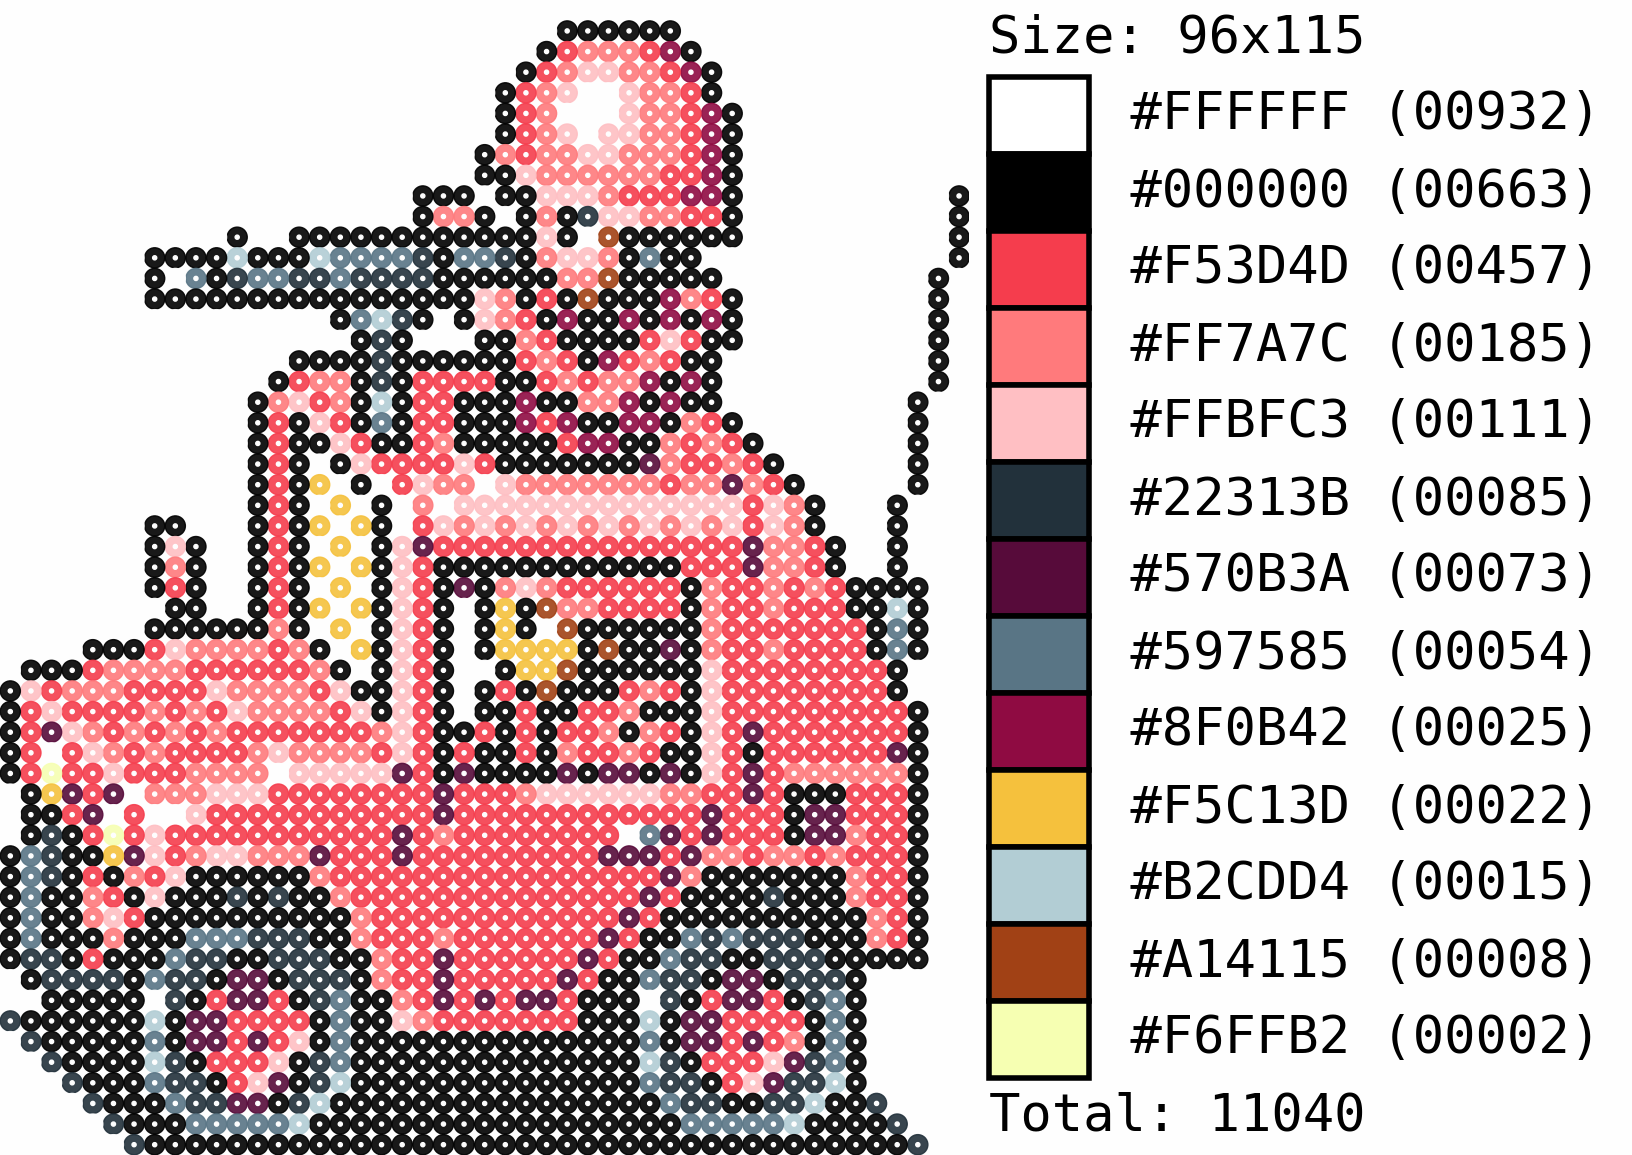 Size: 96x115
#FFFFFF (00932)
#000000 (00663)
#F53D4D (00457)
#FF7A7C (00185)
#FFBFC3 (00111)
#22313B (00085)
#570B3A (00073)
#597585 (00054)
#8F0B42 (00025)
#F5C13D (00022)
#B2CDD4 (00015)
#A14115 (00008)
#F6FFB2 (00002)
Total: 11040